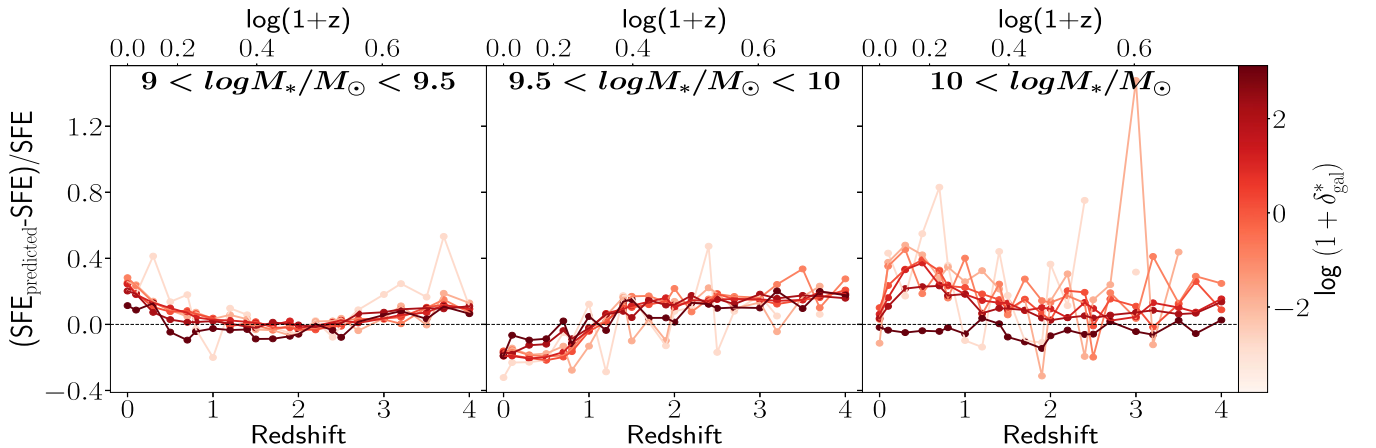 log(1+z) log(1+z) log(1+z)
0.0 0.2 0.4 0.6 0.0 0.2 0.4 0.6 0.0 0.2 0.4 0.6
9 < logM*/M⊙ < 9.5 9.5 < logM*/M⊙ < 10 10 < logM*/M⊙
(SFE_predicted-SFE)/SFE
1.2
0.8
0.4
0.0
−0.4
0 1 2 3 4 0 1 2 3 4 0 1 2 3 4
Redshift Redshift Redshift
2
0
−2
log (1 + δ*_gal)